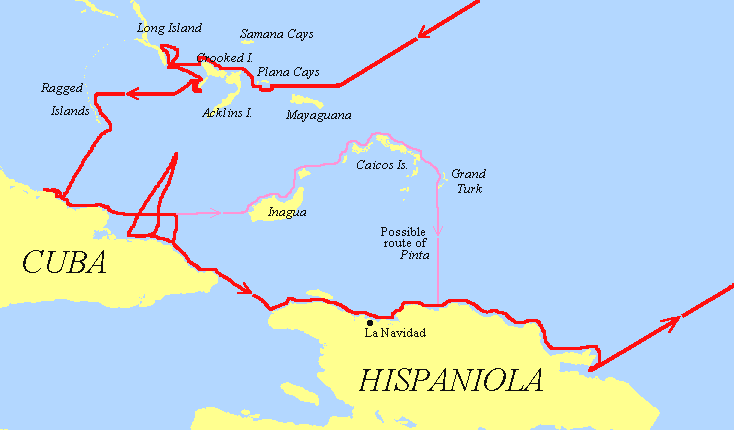 Long Island
Samana Cays
Crooked I.
Plana Cays
Ragged
Islands
Acklins I.
Mayaguana
Caicos Is.
Grand
Turk
Inagua
Possible
route of
Pinta
CUBA
La Navidad
HISPANIOLA